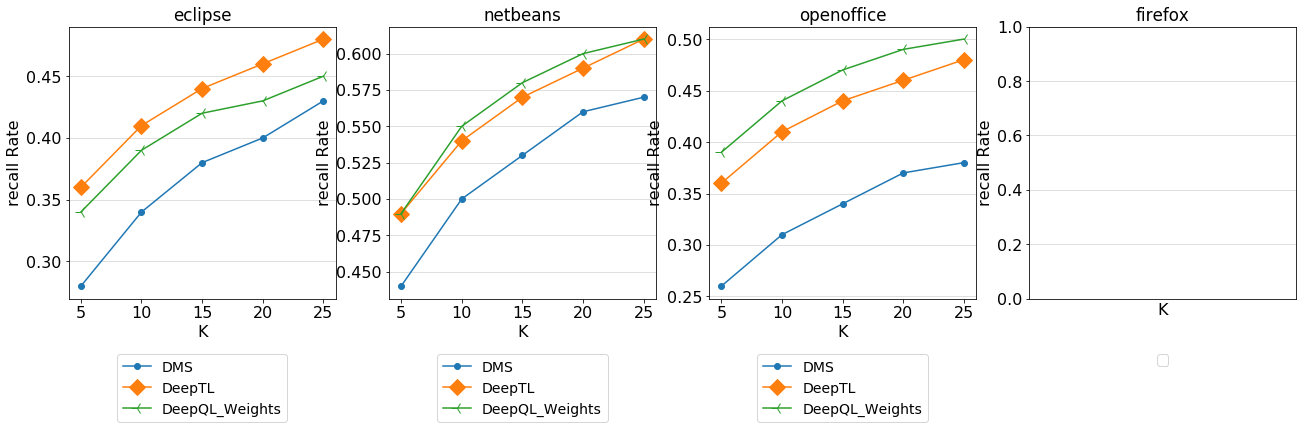 eclipse
recall Rate
0.45
0.40
0.35
0.30
5 10 15 20 25
K
DMS
DeepTL
DeepQL_Weights
netbeans
recall Rate
0.600
0.575
0.550
0.525
0.500
0.475
0.450
5 10 15 20 25
K
DMS
DeepTL
DeepQL_Weights
openoffice
recall Rate
0.50
0.45
0.40
0.35
0.30
0.25
5 10 15 20 25
K
DMS
DeepTL
DeepQL_Weights
firefox
recall Rate
1.0
0.8
0.6
0.4
0.2
0.0
K